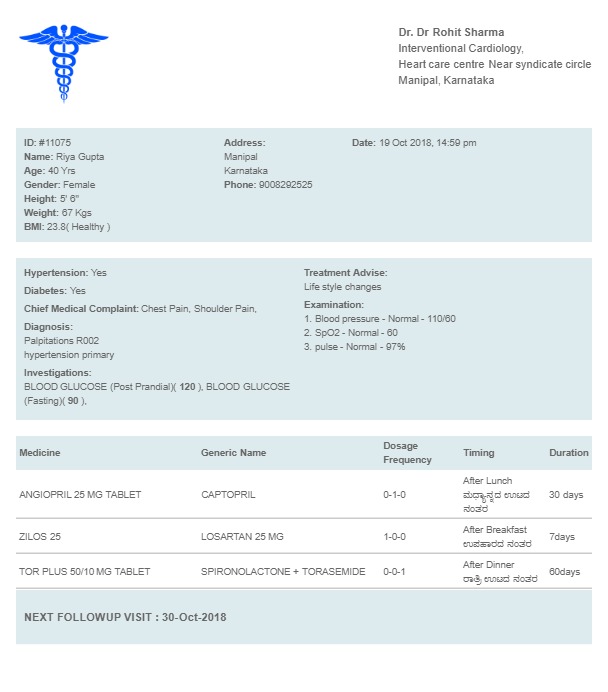 Dr. Dr Rohit Sharma
Interventional Cardiology,
Heart care centre Near syndicate circle
Manipal, Karnataka
ID: #11075
Name: Riya Gupta
Age: 40 Yrs
Gender: Female
Height: 5' 6"
Weight: 67 Kgs
BMI: 23.8( Healthy )
Address:
Manipal
Karnataka
Phone: 9008292525
Date: 19 Oct 2018, 14:59 pm
Hypertension: Yes
Diabetes: Yes
Chief Medical Complaint: Chest Pain, Shoulder Pain,
Diagnosis:
Palpitations R002
hypertension primary
Investigations:
BLOOD GLUCOSE (Post Prandial)( 120 ), BLOOD GLUCOSE
(Fasting)( 90 ),
Treatment Advise:
Life style changes
Examination:
1. Blood pressure - Normal - 110/60
2. SpO2 - Normal - 60
3. pulse - Normal - 97%
Medicine Generic Name Dosage Frequency Timing Duration
ANGIOPRIL 25 MG TABLET CAPTOPRIL 0-1-0 After Lunch 30 days
ಮಧ್ಯಾನ್ನದ ಊಟದ
ನಂತರ
ZILOS 25 LOSARTAN 25 MG 1-0-0 After Breakfast 7days
ಉಪಹಾರದ ನಂತರ
TOR PLUS 50/10 MG TABLET SPIRONOLACTONE + TORASEMIDE 0-0-1 After Dinner 60days
ರಾತ್ರಿ ಊಟದ ನಂತರ
NEXT FOLLOWUP VISIT : 30-Oct-2018